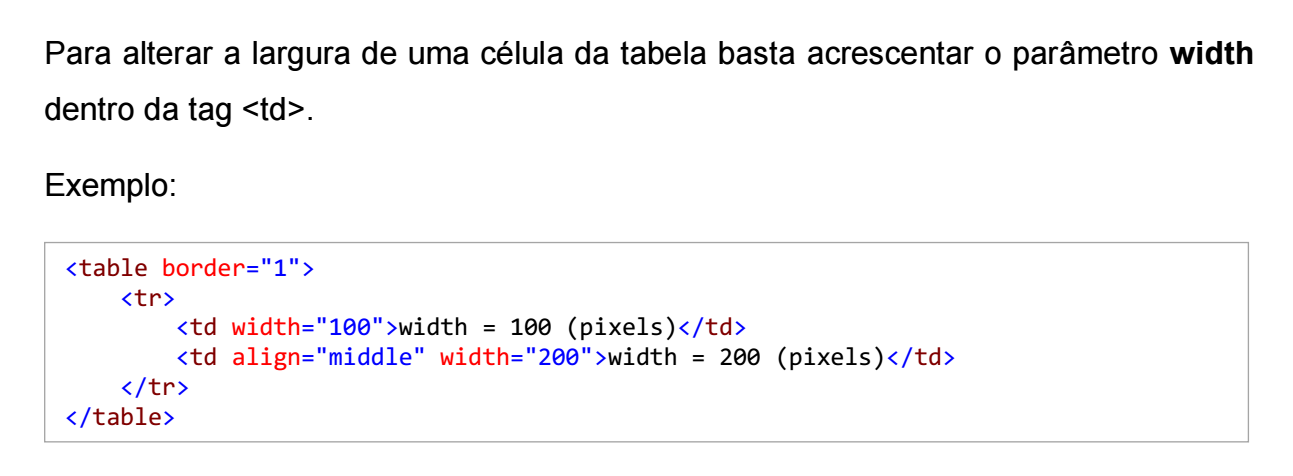 Para alterar a largura de uma célula da tabela basta acrescentar o parâmetro width
dentro da tag <td>.
Exemplo:
<table border="1">
    <tr>
        <td width="100">width = 100 (pixels)</td>
        <td align="middle" width="200">width = 200 (pixels)</td>
    </tr>
</table>